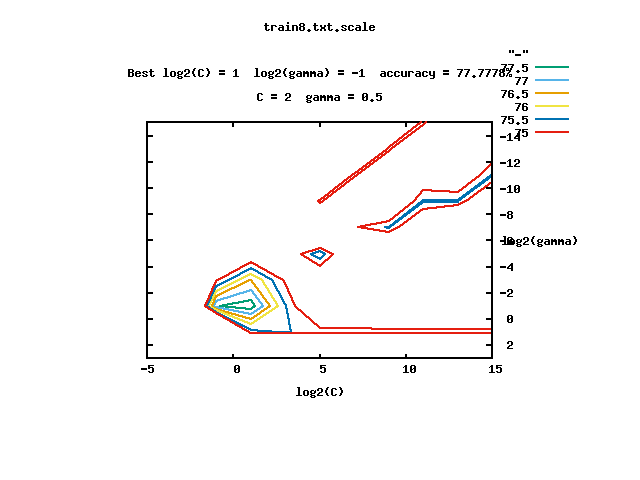 train8.txt.scale
"-"
Best log2(C) = 1  log2(gamma) = -1  accuracy = 77.7778%
77.5
77
76.5
C = 2  gamma = 0.5
76
75.5
75
-14
-12
-10
-8
-6
log2(gamma)
-4
-2
0
2
-5 0 5 10 15
log2(C)